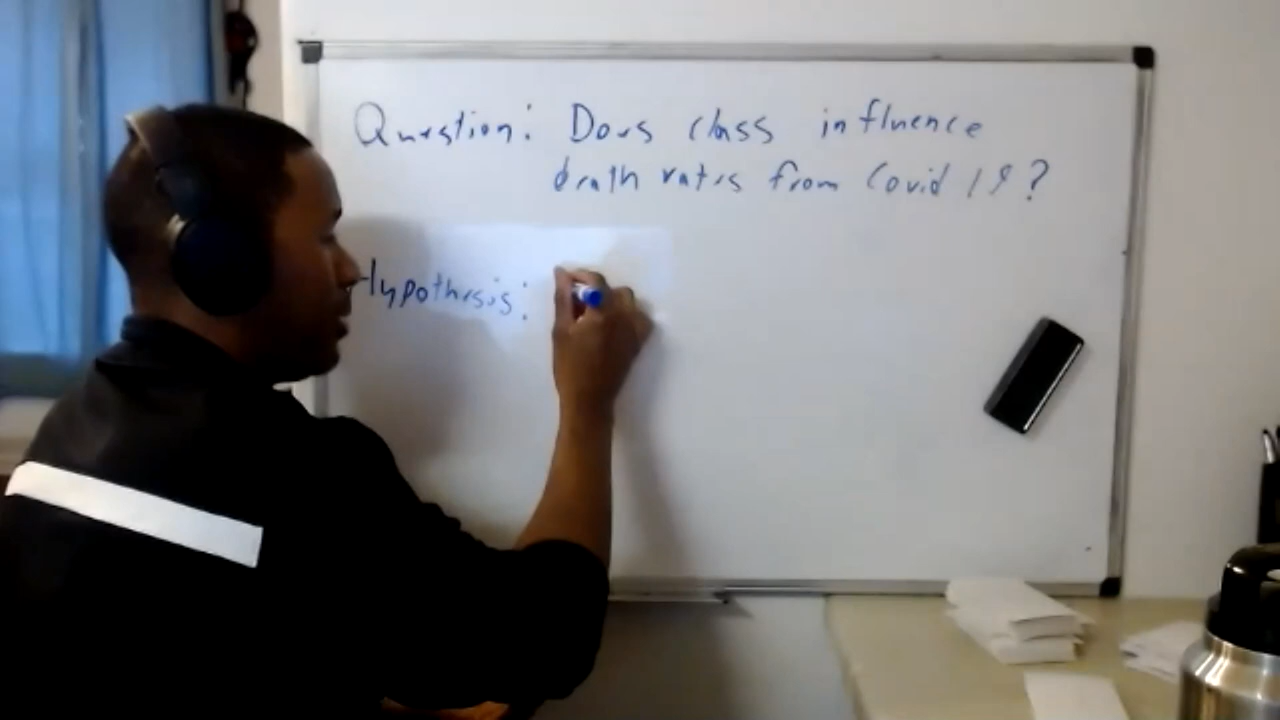 Question: Does class influence
death rates from Covid 19?
Hypothesis: